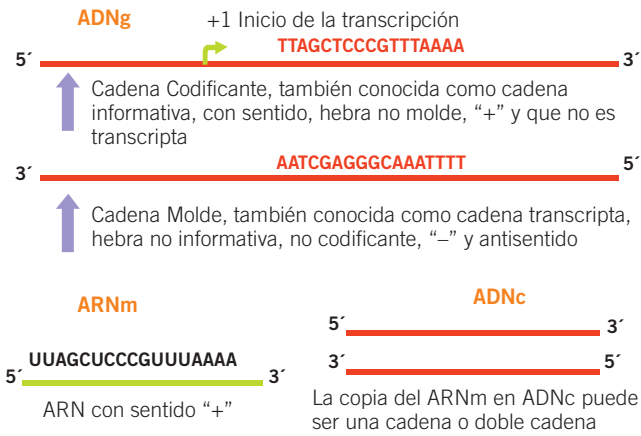 ADNg
+1 Inicio de la transcripción
TTAGCTCCCGTTTAAAA
5´ 3´
Cadena Codificante, también conocida como cadena
informativa, con sentido, hebra no molde, “+” y que no es
transcripta
AATCGAGGGCAAATTTT
3´ 5´
Cadena Molde, también conocida como cadena transcripta,
hebra no informativa, no codificante, “–” y antisentido
ARNm
UUAGCUCCCGUUUAAAA
5´ 3´
ARN con sentido “+”
ADNc
5´ 3´
3´ 5´
La copia del ARNm en ADNc puede
ser una cadena o doble cadena